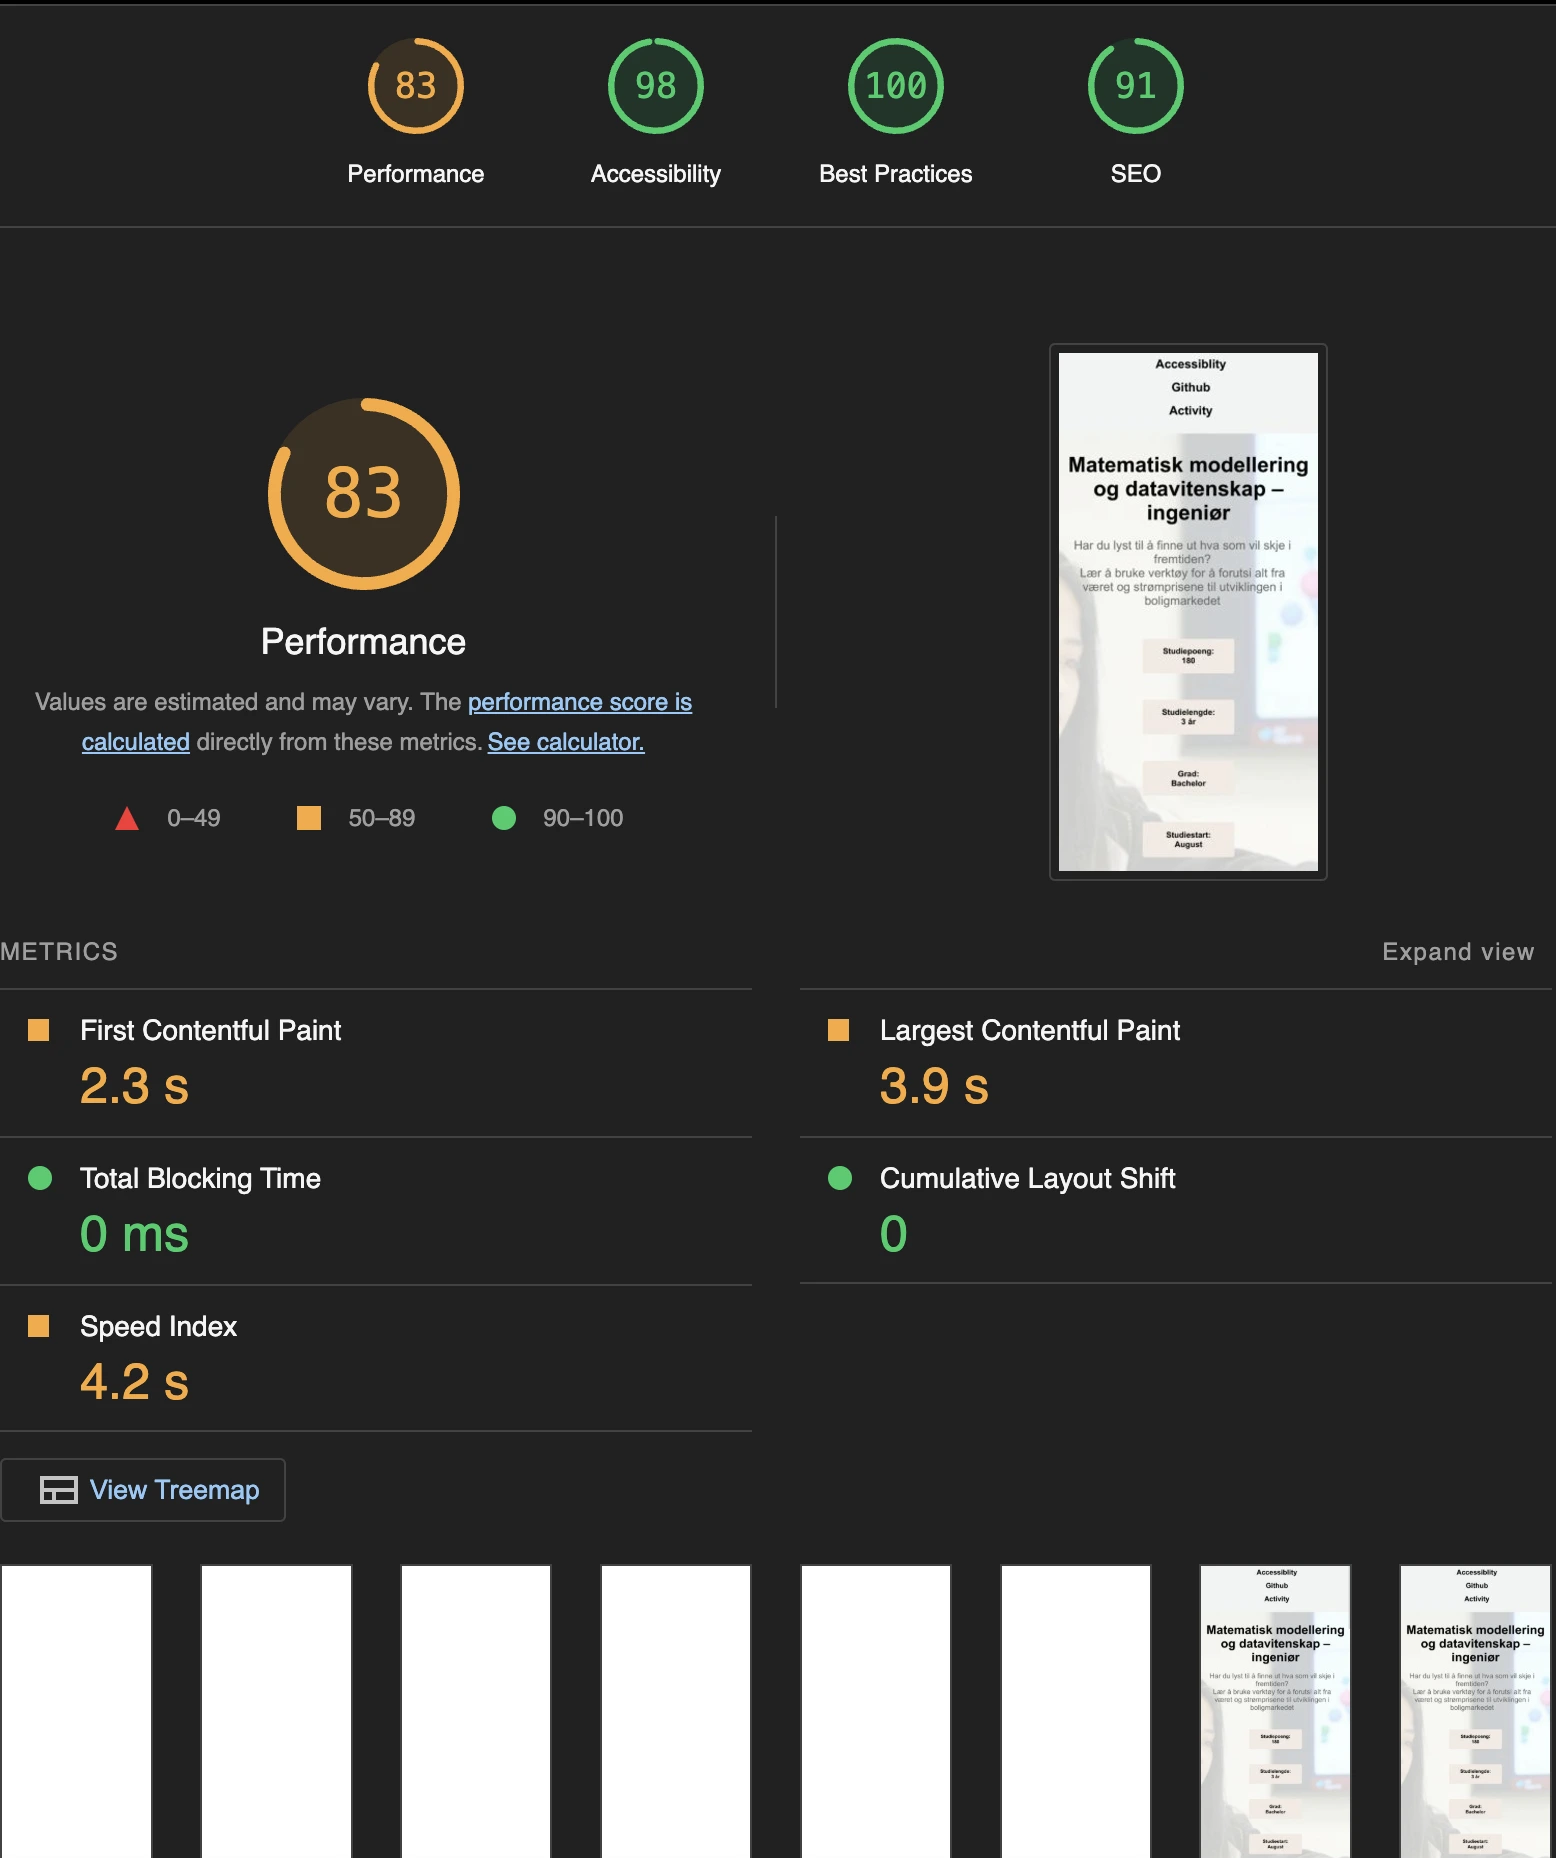 83
98
100
91
Performance
Accessibility
Best Practices
SEO
83
Performance
Values are estimated and may vary. The performance score is
calculated directly from these metrics. See calculator.
0–49
50–89
90–100
Accessiblity
Github
Activity
Matematisk modellering
og datavitenskap –
ingeniør
Har du lyst til å finne ut hva som vil skje i
fremtiden?
Lær å bruke verktøy for å forutsi alt fra
været og strømprisene til utviklingen i
boligmarkedet
Studiepoeng:
180
Studielengde:
3 år
Grad:
Bachelor
Studiestart:
August
METRICS
Expand view
First Contentful Paint
2.3 s
Largest Contentful Paint
3.9 s
Total Blocking Time
0 ms
Cumulative Layout Shift
0
Speed Index
4.2 s
View Treemap
Accessiblity
Github
Activity
Matematisk modellering
og datavitenskap –
ingeniør
Har du lyst til å finne ut hva som vil skje i
fremtiden?
Lær å bruke verktøy for å forutsi alt fra
været og strømprisene til utviklingen i
boligmarkedet
Studiepoeng:
180
Studielengde:
3 år
Grad:
Bachelor
Studiestart:
August
Accessiblity
Github
Activity
Matematisk modellering
og datavitenskap –
ingeniør
Har du lyst til å finne ut hva som vil skje i
fremtiden?
Lær å bruke verktøy for å forutsi alt fra
været og strømprisene til utviklingen i
boligmarkedet
Studiepoeng:
180
Studielengde:
3 år
Grad:
Bachelor
Studiestart:
August